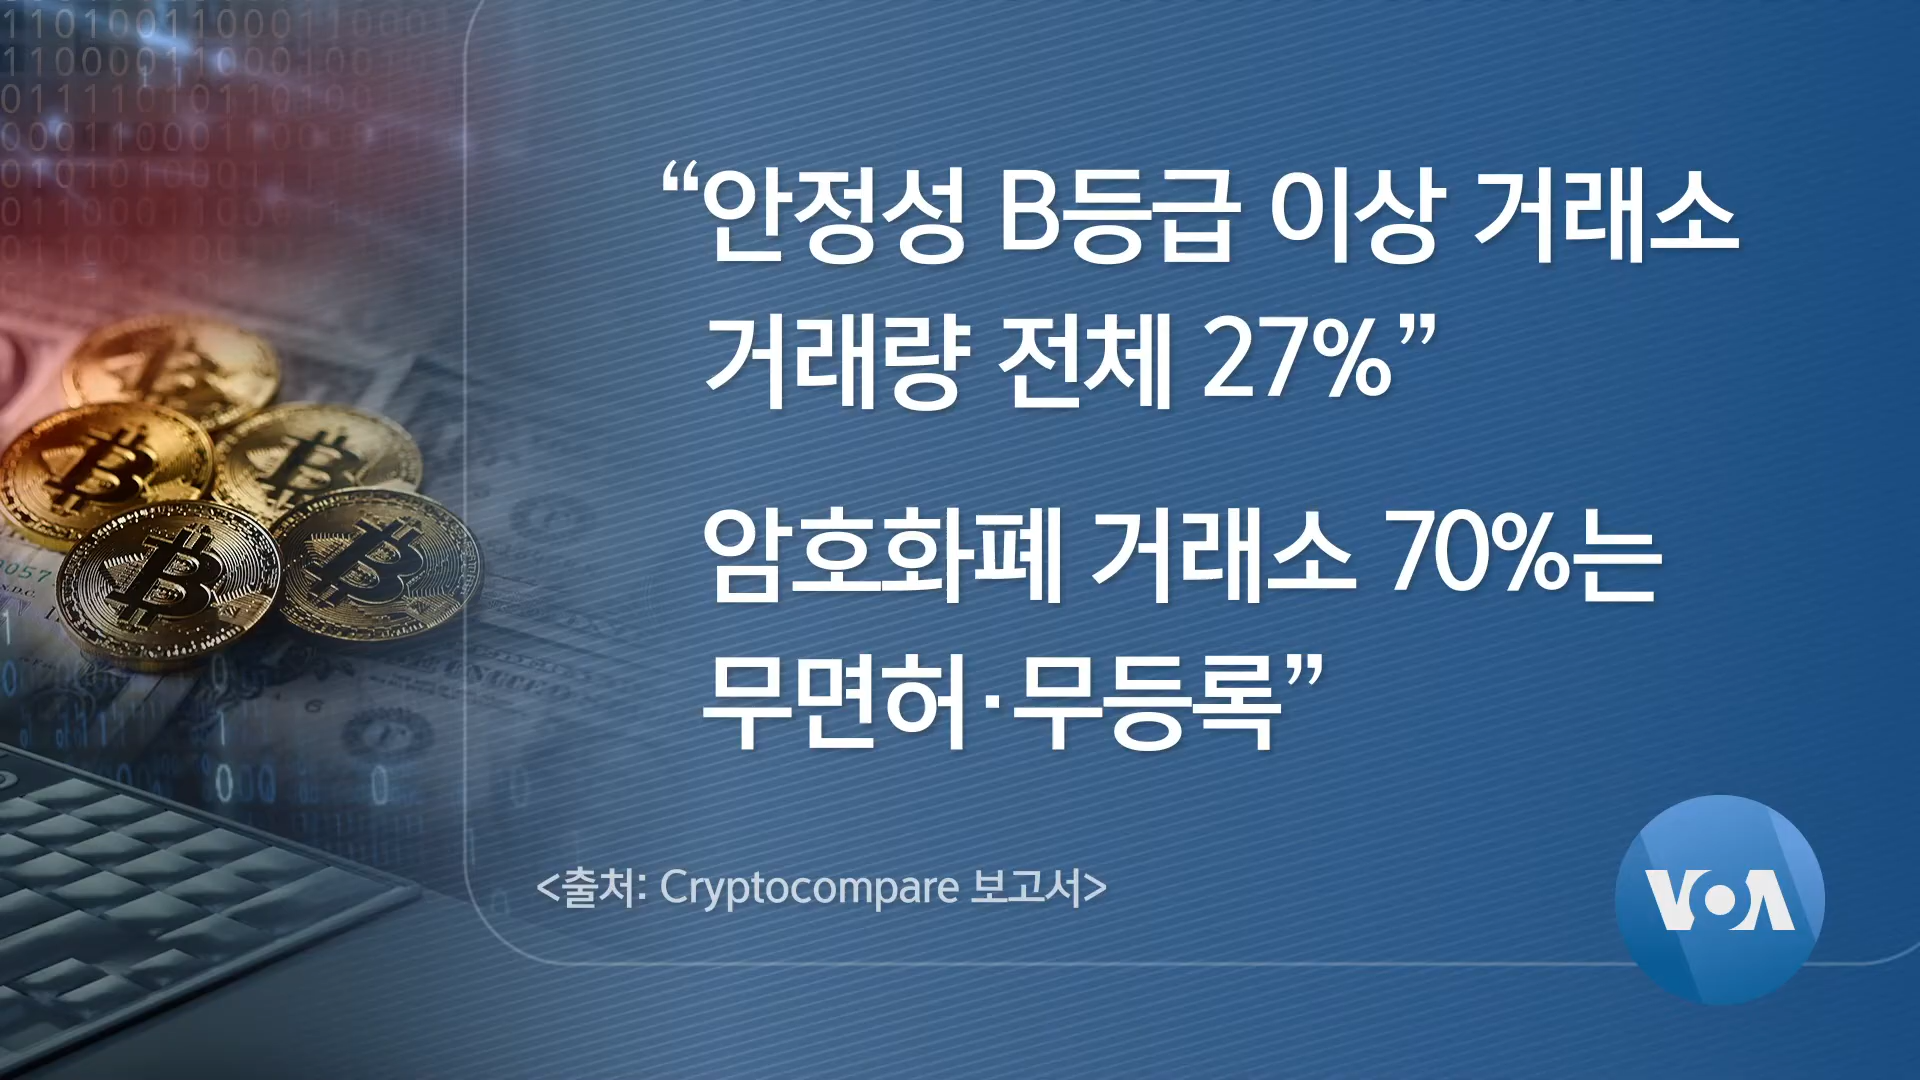 “안정성 B등급 이상 거래소
거래량 전체 27%”
암호화폐 거래소 70%는
무면허·무등록”
<출처: Cryptocompare 보고서>
VOA